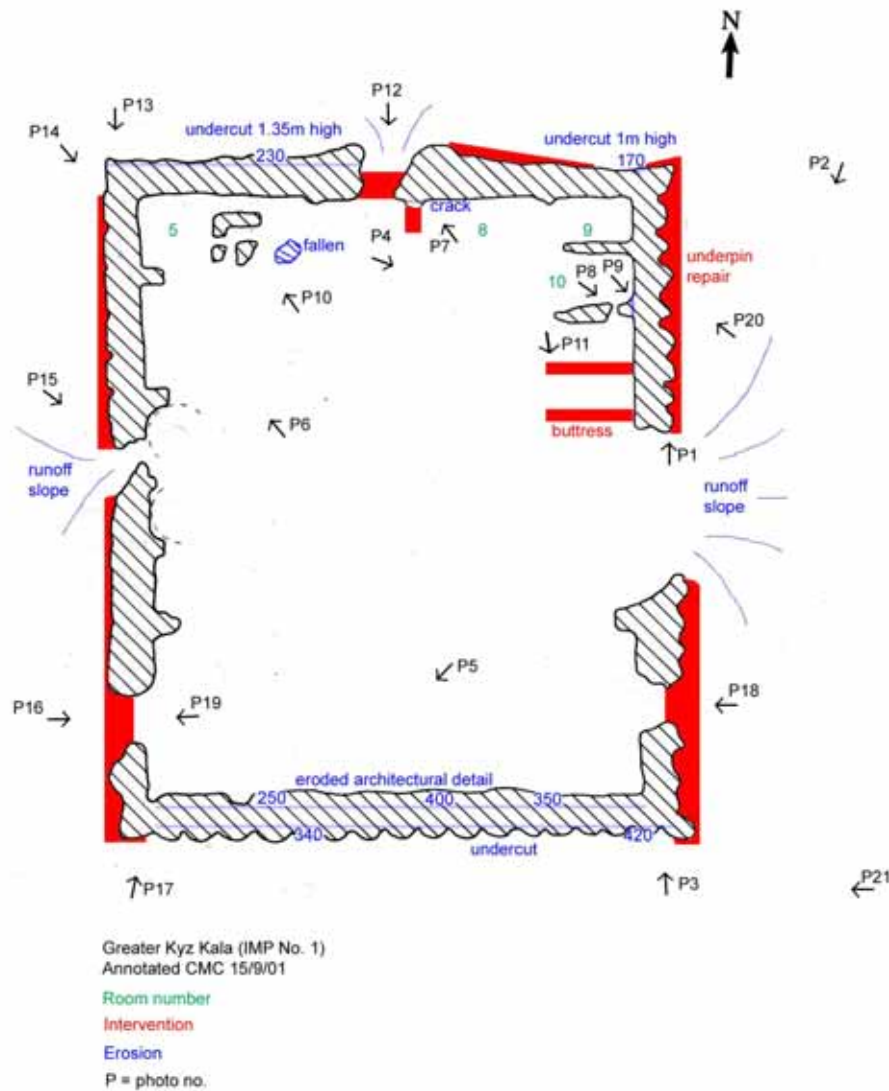 N
P12
P13
P14
undercut 1.35m high
undercut 1m high
230
170
P2
crack
5
fallen
P4
P7
8
9
underpin
repair
10
P8
P9
P10
P20
P11
P15
P6
buttress
P1
runoff
slope
runoff
slope
P5
P16
P19
P18
eroded architectural detail
250
400
350
340
420
undercut
P17
P3
P21
Greater Kyz Kala (IMP No. 1)
Annotated CMC 15/9/01
Room number
Intervention
Erosion
P = photo no.